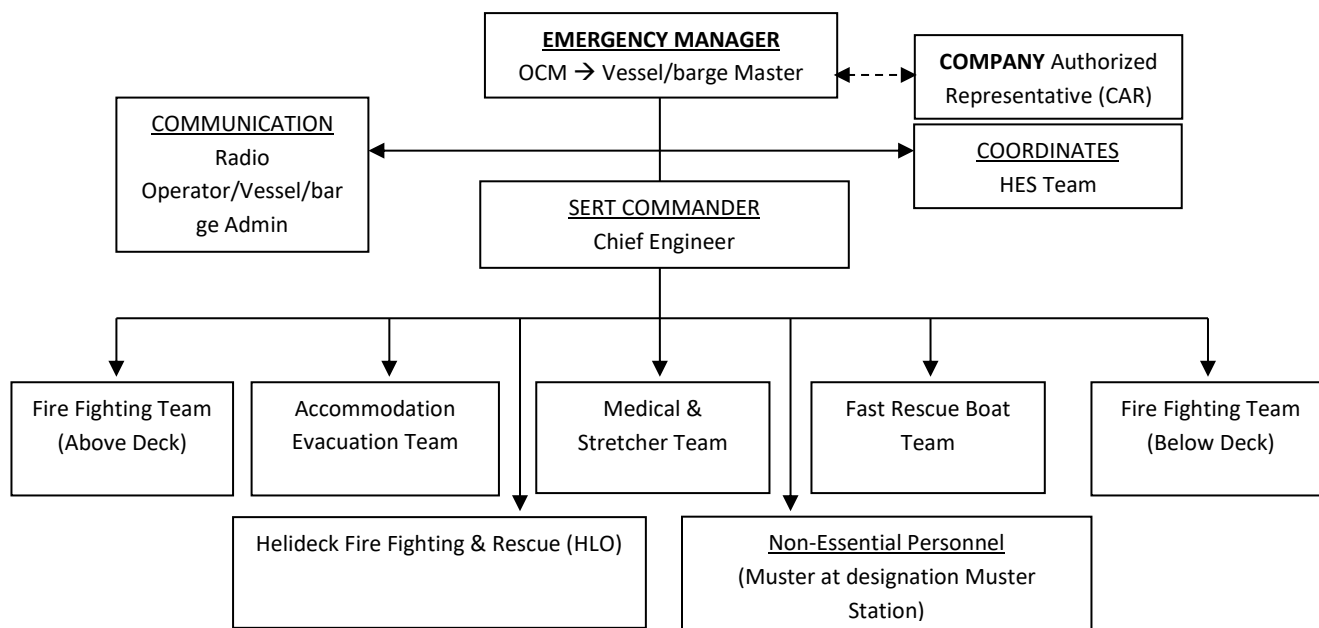 EMERGENCY MANAGER
OCM → Vessel/barge Master
COMPANY Authorized
Representative (CAR)
COMMUNICATION
Radio
Operator/Vessel/bar
ge Admin
COORDINATES
HES Team
SERT COMMANDER
Chief Engineer
Fire Fighting Team
(Above Deck)
Accommodation
Evacuation Team
Medical &
Stretcher Team
Fast Rescue Boat
Team
Fire Fighting Team
(Below Deck)
Helideck Fire Fighting & Rescue (HLO)
Non-Essential Personnel
(Muster at designation Muster
Station)